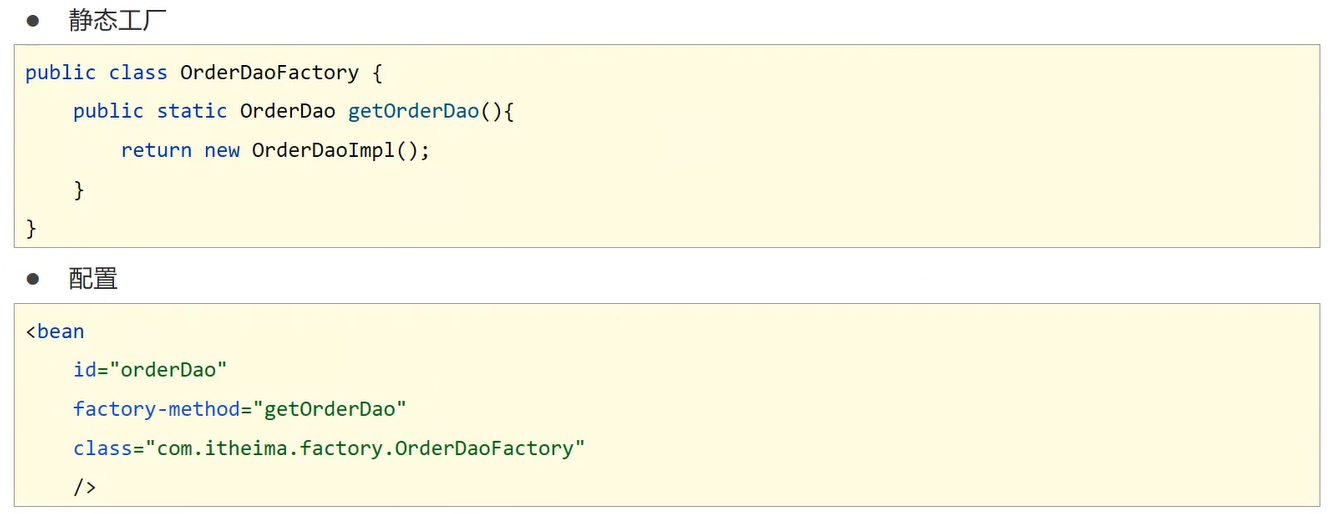 ● 静态工厂
public class OrderDaoFactory {
    public static OrderDao getOrderDao(){
        return new OrderDaoImpl();
    }
}
● 配置
<bean
    id="orderDao"
    factory-method="getOrderDao"
    class="com.itheima.factory.OrderDaoFactory"
    />